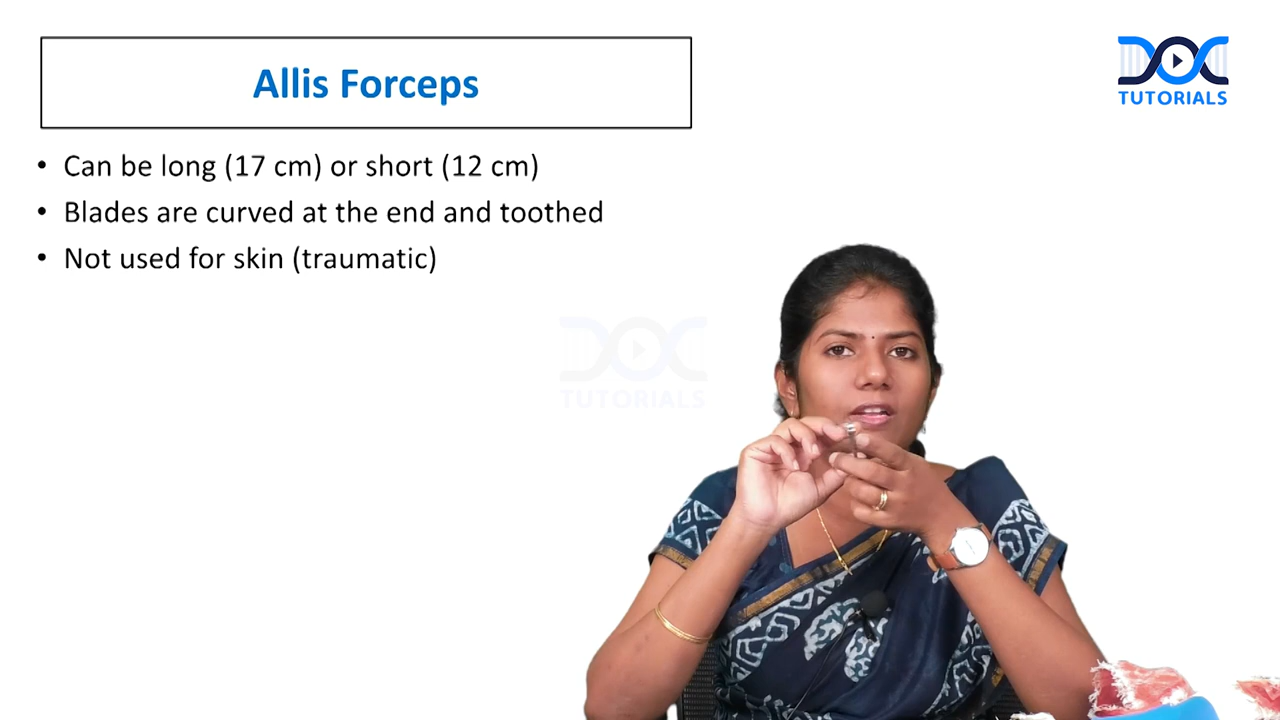 Allis Forceps
TUTORIALS
• Can be long (17 cm) or short (12 cm)
• Blades are curved at the end and toothed
• Not used for skin (traumatic)
TUTORIALS